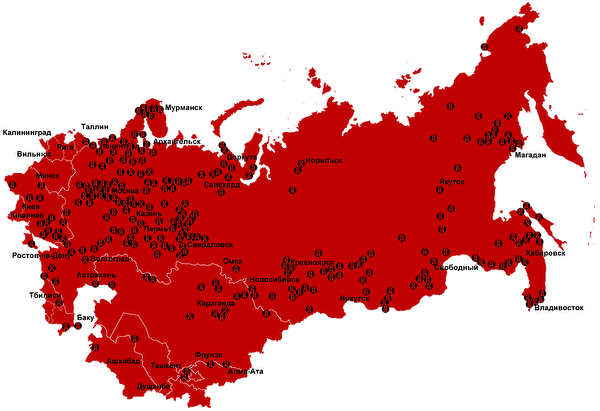 Мурманск
Таллин
Калининград
Рига
Ленинград
Архангельск
Вильнюс
Воркута
Норильск
Магадан
Минск
Салехард
Якутск
Москва
Киев
Кишинев
Казань
Пермь
Свердловск
Ростов-на-Дону
Волгоград
Омск
Красноярск
Свободный
Хабаровск
Астрахань
Новосибирск
Тбилиси
Караганда
Иркутск
Владивосток
Баку
Фрунзе
Ашхабад
Ташкент
Алма-Ата
Душанбе